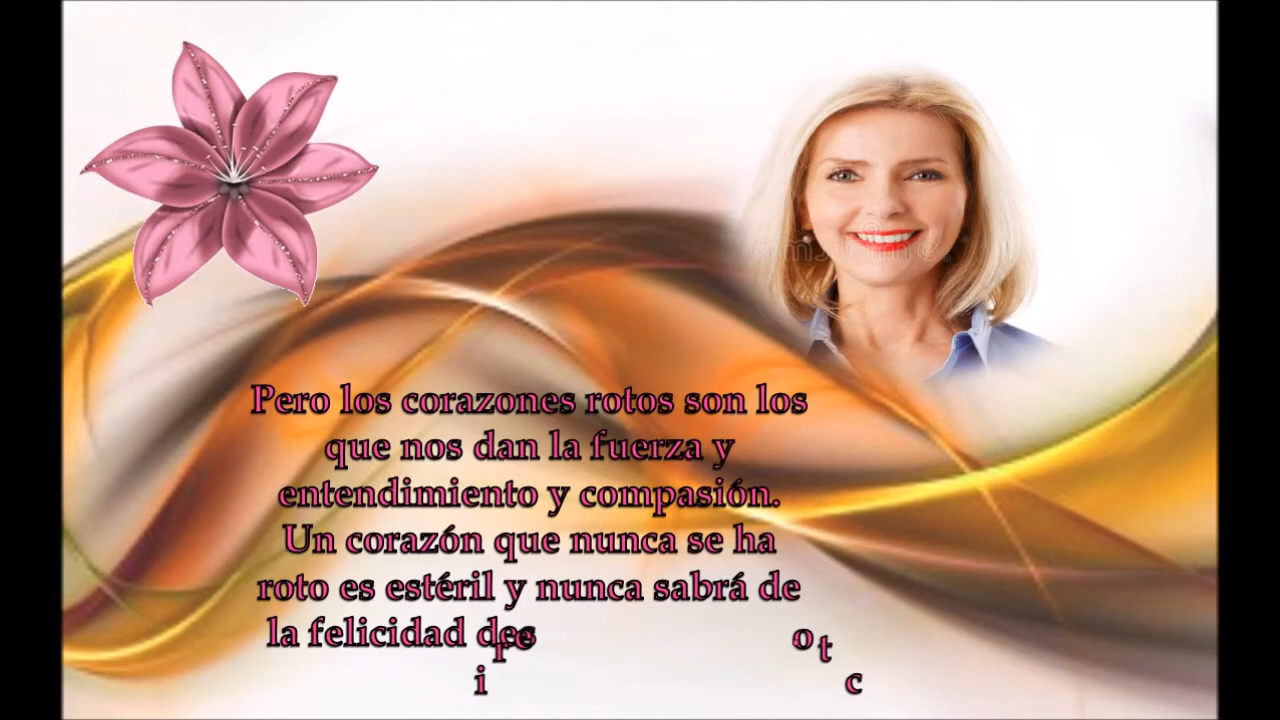 Pero los corazones rotos son los
que nos dan la fuerza y
entendimiento y compasión.
Un corazón que nunca se ha
roto es estéril y nunca sabrá de
la felicidad de